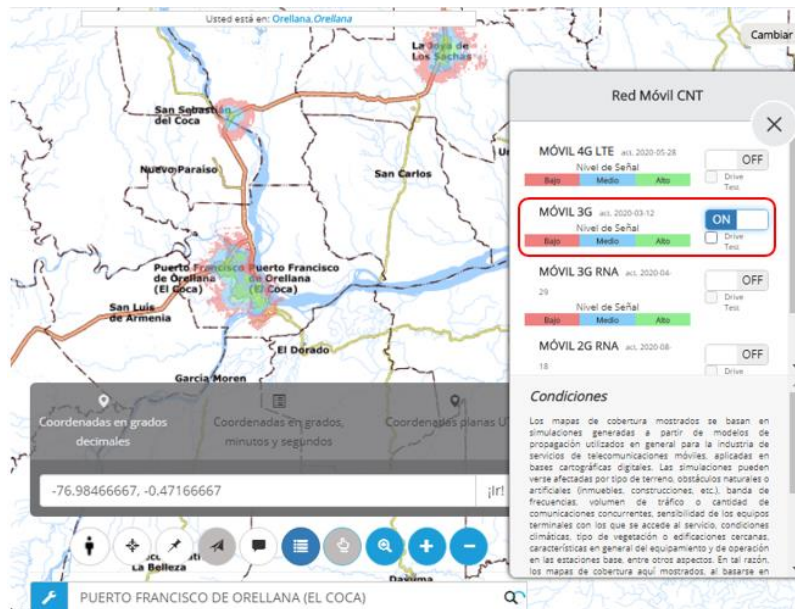 Usted está en: Orellana, Orellana
Cambiar
La Joya de
Los Sachas
San Sebastián
del Coca
Nuevo Paraiso
San Carlos
Puerto Francisco
de Orellana
(El Coca)
Puerto Francisco
de Orellana
(El Coca)
San Luis
de Armenia
El Dorado
Garcia Moren
La Belleza
Dayuma
Red Móvil CNT
MÓVIL 4G LTE act. 2020-05-28
OFF
Nivel de Señal
Bajo Medio Alto
Drive
Test
MÓVIL 3G act. 2020-03-12
ON
Nivel de Señal
Bajo Medio Alto
Drive
Test
MÓVIL 3G RNA act. 2020-04-
29
OFF
Nivel de Señal
Bajo Medio Alto
Drive
Test
MÓVIL 2G RNA act. 2020-08-
18
OFF
Drive
Condiciones
Los mapas de cobertura mostrados se basan en
simulaciones generadas a partir de modelos de
propagación utilizados en general para la industria de
servicios de telecomunicaciones móviles, aplicadas en
bases cartográficas digitales. Las simulaciones pueden
verse afectadas por tipo de terreno, obstáculos naturales o
artificiales (inmuebles, construcciones, etc.), banda de
frecuencias, volumen de tráfico o cantidad de
comunicaciones concurrentes, sensibilidad de los equipos
terminales con los que se accede al servicio, condiciones
climáticas, tipo de vegetación o edificaciones cercanas,
características en general del equipamiento y de operación
en las estaciones base, entre otros aspectos. En tal razón,
los mapas de cobertura aquí mostrados, al basarse en
Coordenadas en grados
decimales
Coordenadas en grados,
minutos y segundos
Coordenadas planas U
-76.98466667, -0.47166667
¡Ir!
PUERTO FRANCISCO DE ORELLANA (EL COCA)